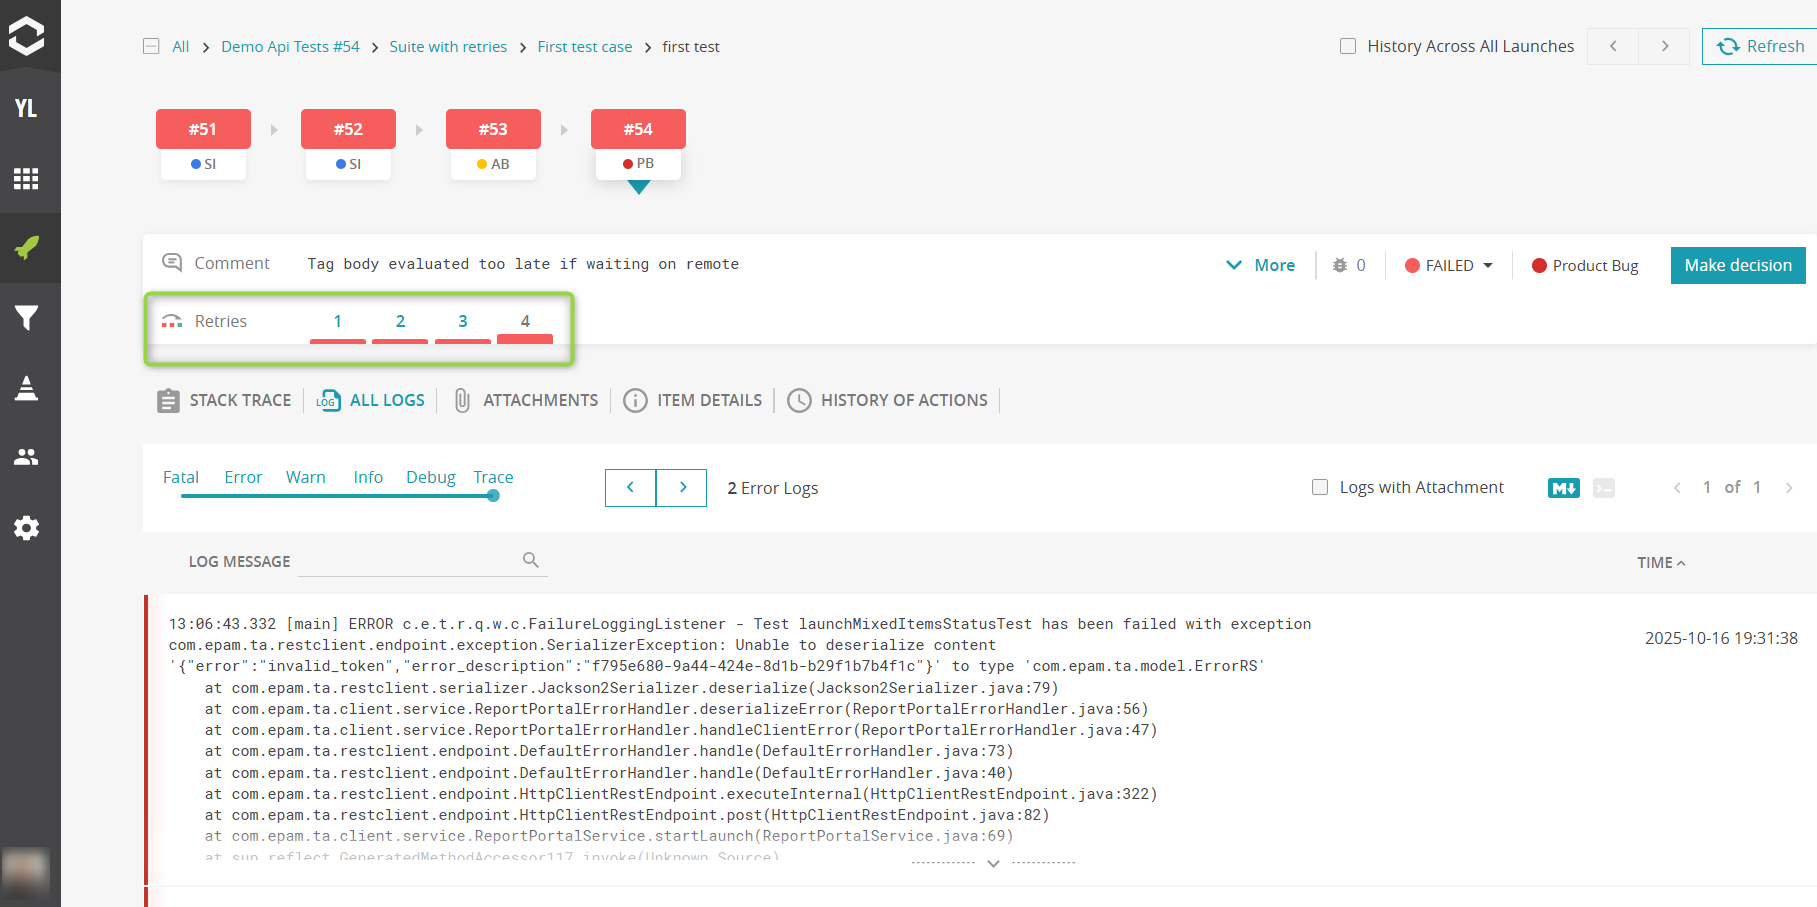 All Demo Api Tests #54 Suite with retries First test case first test
History Across All Launches
Refresh
YL
#51 #52 #53 #54
SI SI AB PB
Comment Tag body evaluated too late if waiting on remote
More 0 FAILED Product Bug Make decision
Retries 1 2 3 4
STACK TRACE LOG ALL LOGS ATTACHMENTS ITEM DETAILS HISTORY OF ACTIONS
Fatal Error Warn Info Debug Trace
2 Error Logs
Logs with Attachment
M
1 of 1
LOG MESSAGE
TIME
13:06:43.332 [main] ERROR c.e.t.r.q.w.c.FailureLoggingListener - Test launchMixedItemsStatusTest has been failed with exception
com.epam.ta.restclient.endpoint.exception.SerializerException: Unable to deserialize content
'{"error":"invalid_token","error_description":"f795e680-9a44-424e-8d1b-b29f1b7b4f1c"}' to type 'com.epam.ta.model.ErrorRS'
2025-10-16 19:31:38
at com.epam.ta.restclient.serializer.Jackson2Serializer.deserialize(Jackson2Serializer.java:79)
at com.epam.ta.client.service.ReportPortalErrorHandler.deserializeError(ReportPortalErrorHandler.java:56)
at com.epam.ta.client.service.ReportPortalErrorHandler.handleClientError(ReportPortalErrorHandler.java:47)
at com.epam.ta.restclient.endpoint.DefaultErrorHandler.handle(DefaultErrorHandler.java:73)
at com.epam.ta.restclient.endpoint.DefaultErrorHandler.handle(DefaultErrorHandler.java:40)
at com.epam.ta.restclient.endpoint.HttpClientRestEndpoint.executeInternal(HttpClientRestEndpoint.java:322)
at com.epam.ta.restclient.endpoint.HttpClientRestEndpoint.post(HttpClientRestEndpoint.java:82)
at com.epam.ta.client.service.ReportPortalService.startLaunch(ReportPortalService.java:69)
at sun.reflect.GeneratedMethodAccessor117.invoke(Unknown Source)